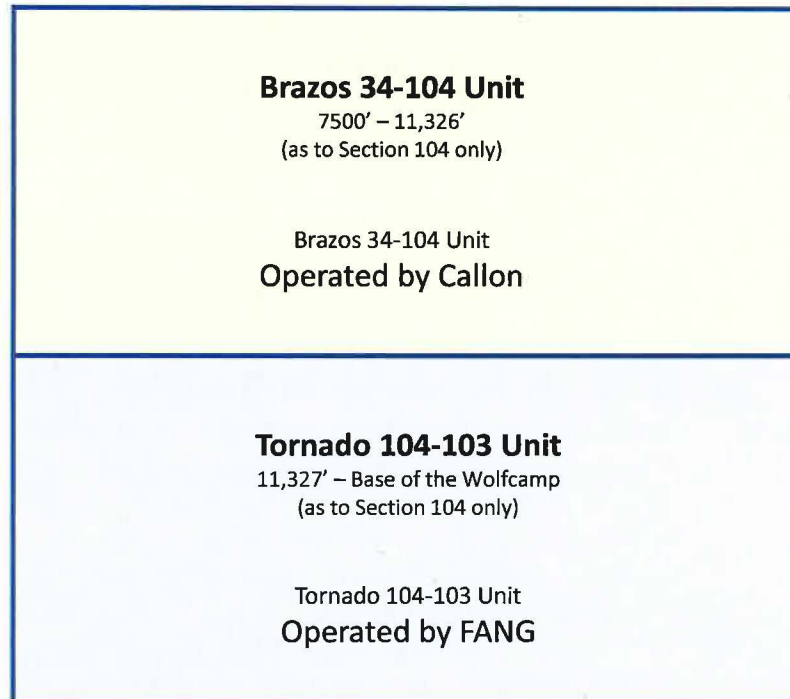 Brazos 34-104 Unit
7500’ – 11,326’
(as to Section 104 only)
Brazos 34-104 Unit
Operated by Callon
Tornado 104-103 Unit
11,327’ – Base of the Wolfcamp
(as to Section 104 only)
Tornado 104-103 Unit
Operated by FANG